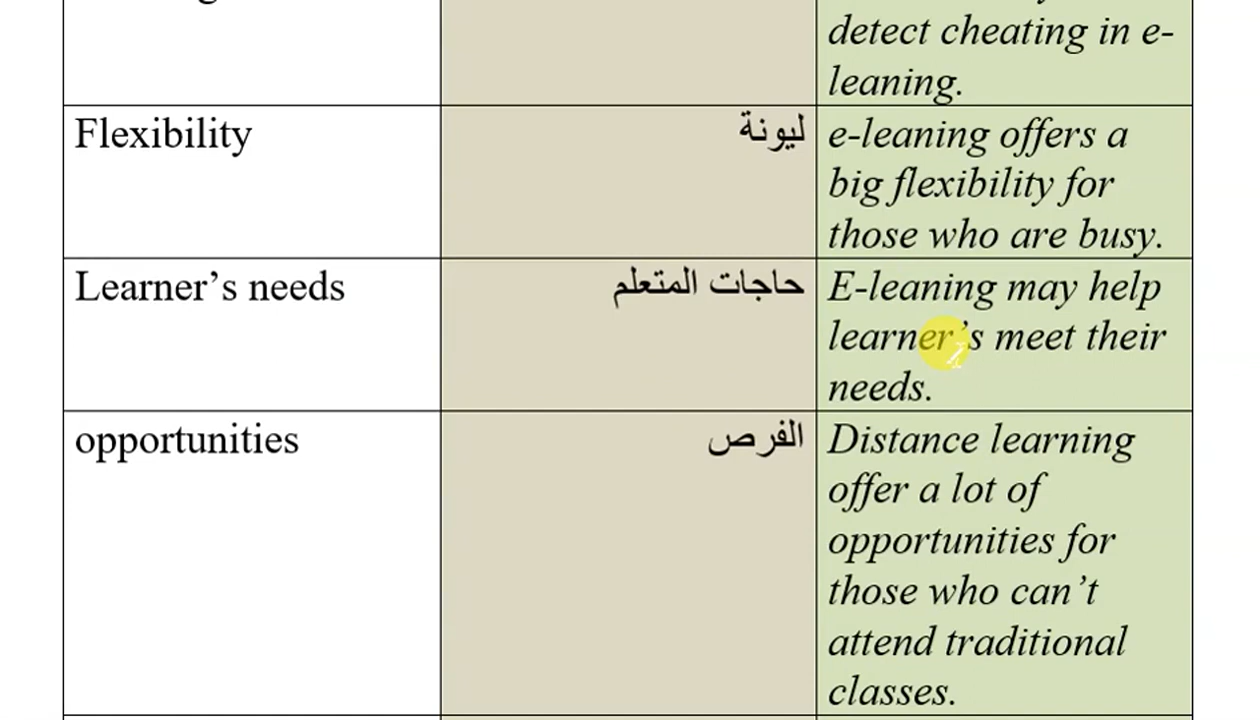 detect cheating in e-
leaning.
Flexibility
ليونة
e-leaning offers a
big flexibility for
those who are busy.
Learner’s needs
حاجات المتعلم
E-leaning may help
learner’s meet their
needs.
opportunities
الفرص
Distance learning
offer a lot of
opportunities for
those who can’t
attend traditional
classes.